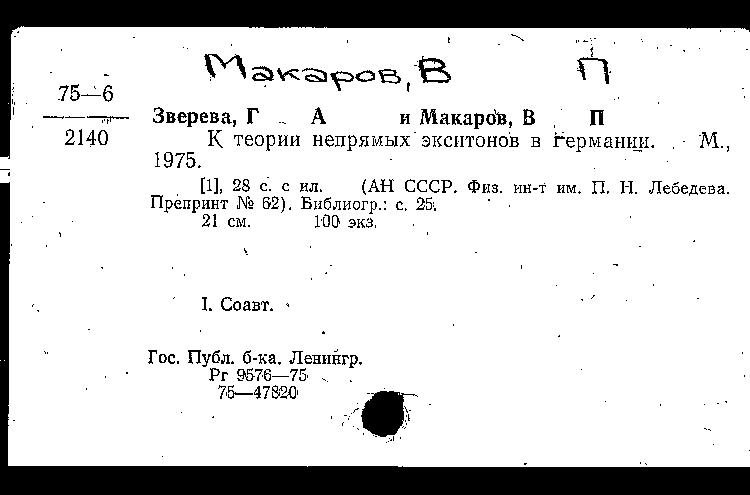 Макаров, В П
75—6
2140
Зверева, Г А и Макаров, В П
К теории непрямых экситонов в германии. М.,
1975.
[1], 28 с. с ил. (АН СССР. Физ. ин-т им. П. Н. Лебедева.
Препринт № 62). Библиогр.: с. 25.
21 см. 100 экз.
I. Соавт.
Гос. Публ. б-ка. Ленингр.
Pr 9576—75
75—47820